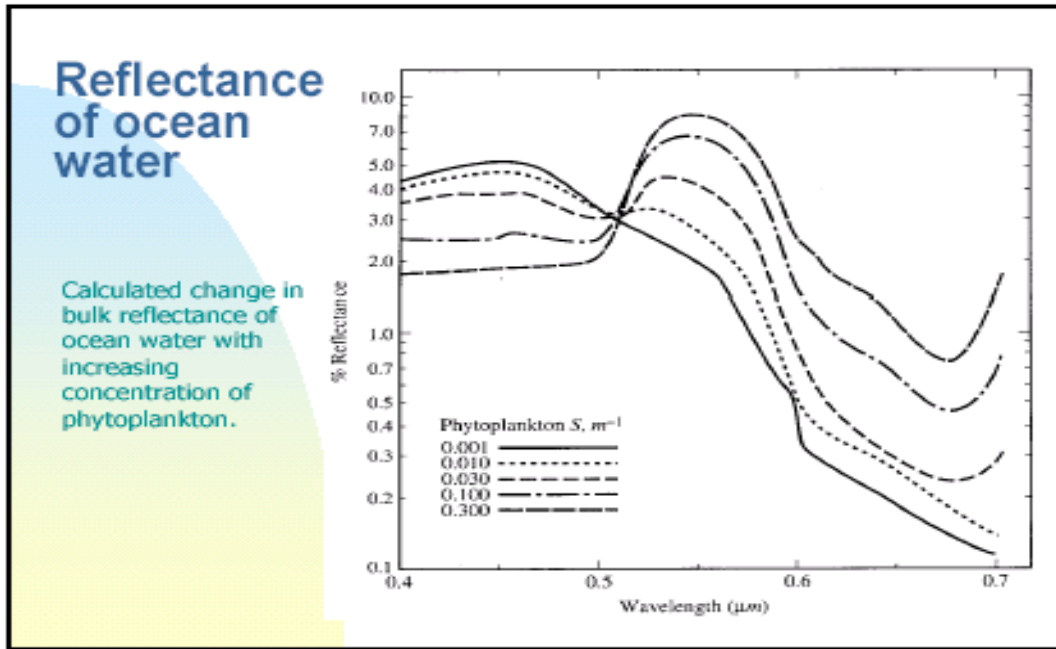 Reflectance
of ocean
water
Calculated change in
bulk reflectance of
ocean water with
increasing
concentration of
phytoplankton.
% Reflectance
10.0
7.0
5.0
4.0
3.0
2.0
1.0
0.7
0.5
0.4
0.3
0.2
0.1
Phytoplankton S, m⁻¹
0.001
0.010
0.030
0.100
0.300
0.4 0.5 0.6 0.7
Wavelength (μm)